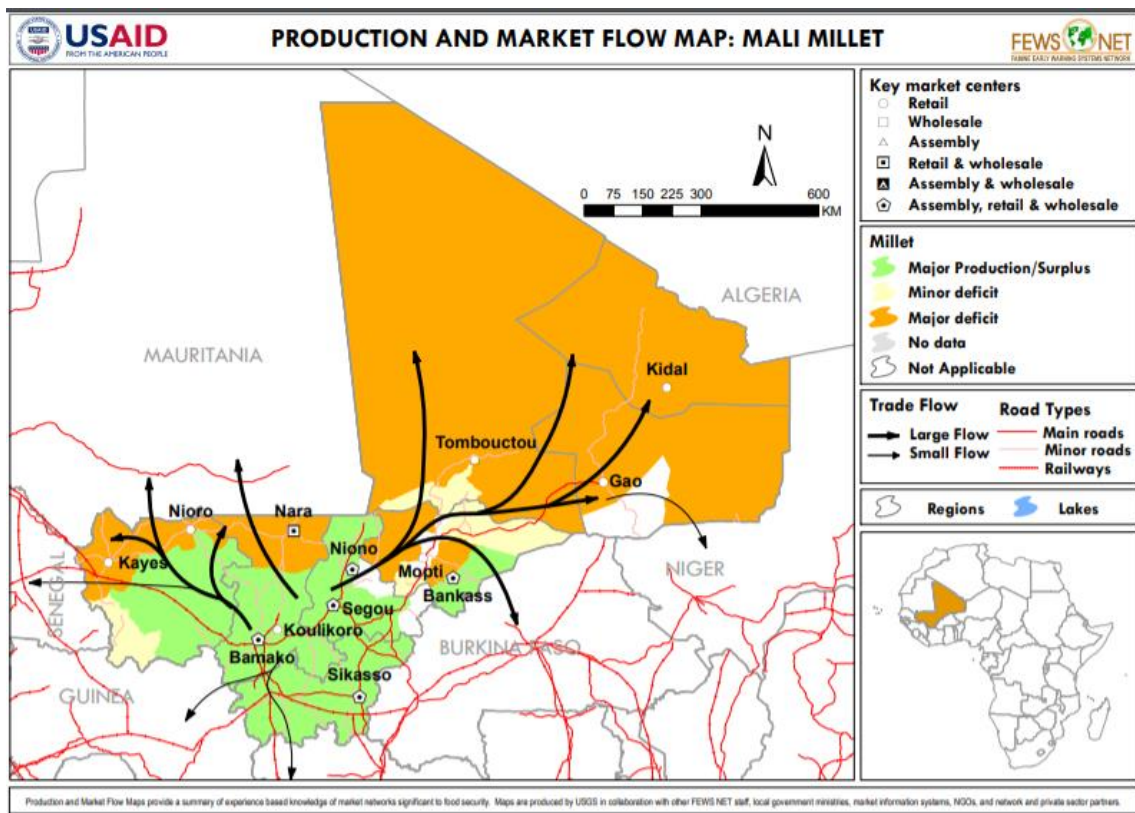 USAID
FROM THE AMERICAN PEOPLE
PRODUCTION AND MARKET FLOW MAP: MALI MILLET
FEWS NET
FAMINE EARLY WARNING SYSTEMS NETWORK
N
0 75 150 225 300 600
KM
ALGERIA
MAURITANIA
Kidal
Tombouctou
Gao
Nioro
Nara
Niono
Kayes
Mopti
NIGER
Bankass
SENEGAL
Segou
Koulikoro
BURKINA FASO
Bamako
Sikasso
GUINEA
Key market centers
Retail
Wholesale
Assembly
Retail & wholesale
Assembly & wholesale
Assembly, retail & wholesale
Millet
Major Production/Surplus
Minor deficit
Major deficit
No data
Not Applicable
Trade Flow
Large Flow
Small Flow
Road Types
Main roads
Minor roads
Railways
Regions
Lakes
Production and Market Flow Maps provide a summary of experience based knowledge of market networks significant to food security. Maps are produced by USGS in collaboration with other FEWS NET staff, local government ministries, market information systems, NGOs, and network and private sector partners.